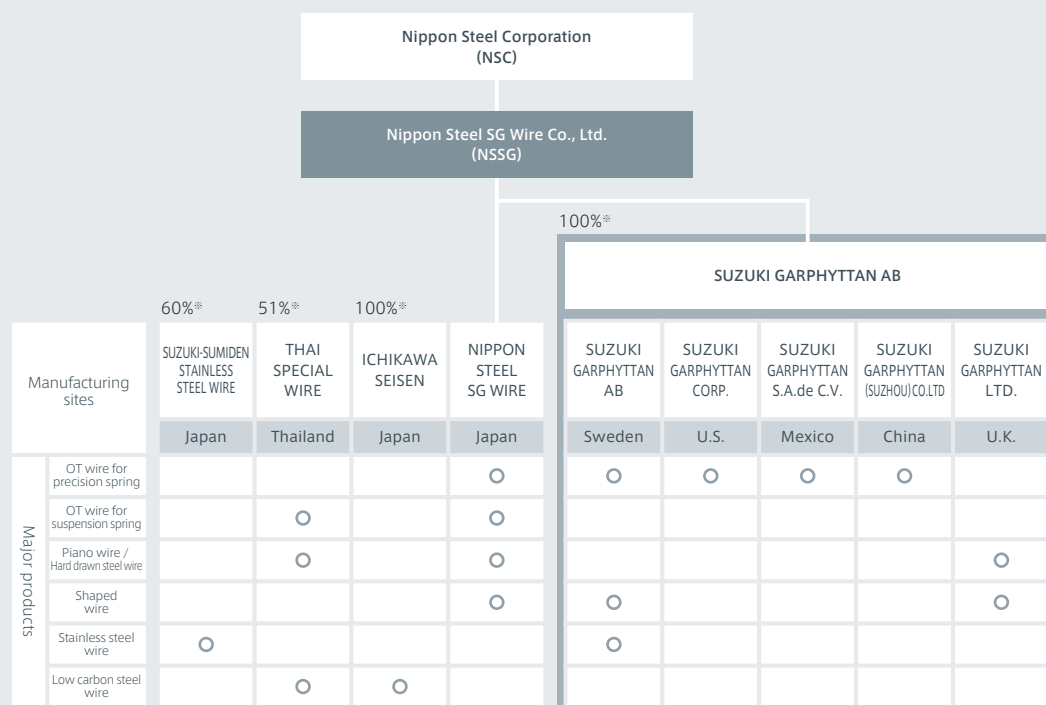 Nippon Steel Corporation
(NSC)
Nippon Steel SG Wire Co., Ltd.
(NSSG)
100%※
SUZUKI GARPHYTTAN AB
60%※
51%※
100%※
Manufacturing
sites
SUZUKI-SUMIDEN
STAINLESS
STEEL WIRE
THAI
SPECIAL
WIRE
ICHIKAWA
SEISEN
NIPPON
STEEL
SG WIRE
SUZUKI
GARPHYTTAN
AB
SUZUKI
GARPHYTTAN
CORP.
SUZUKI
GARPHYTTAN
S.A.de C.V.
SUZUKI
GARPHYTTAN
(SUZHOU)CO.LTD
SUZUKI
GARPHYTTAN
LTD.
Japan
Thailand
Japan
Japan
Sweden
U.S.
Mexico
China
U.K.
Major products
OT wire for
precision spring
OT wire for
suspension spring
Piano wire /
Hard drawn steel wire
Shaped
wire
Stainless steel
wire
Low carbon steel
wire